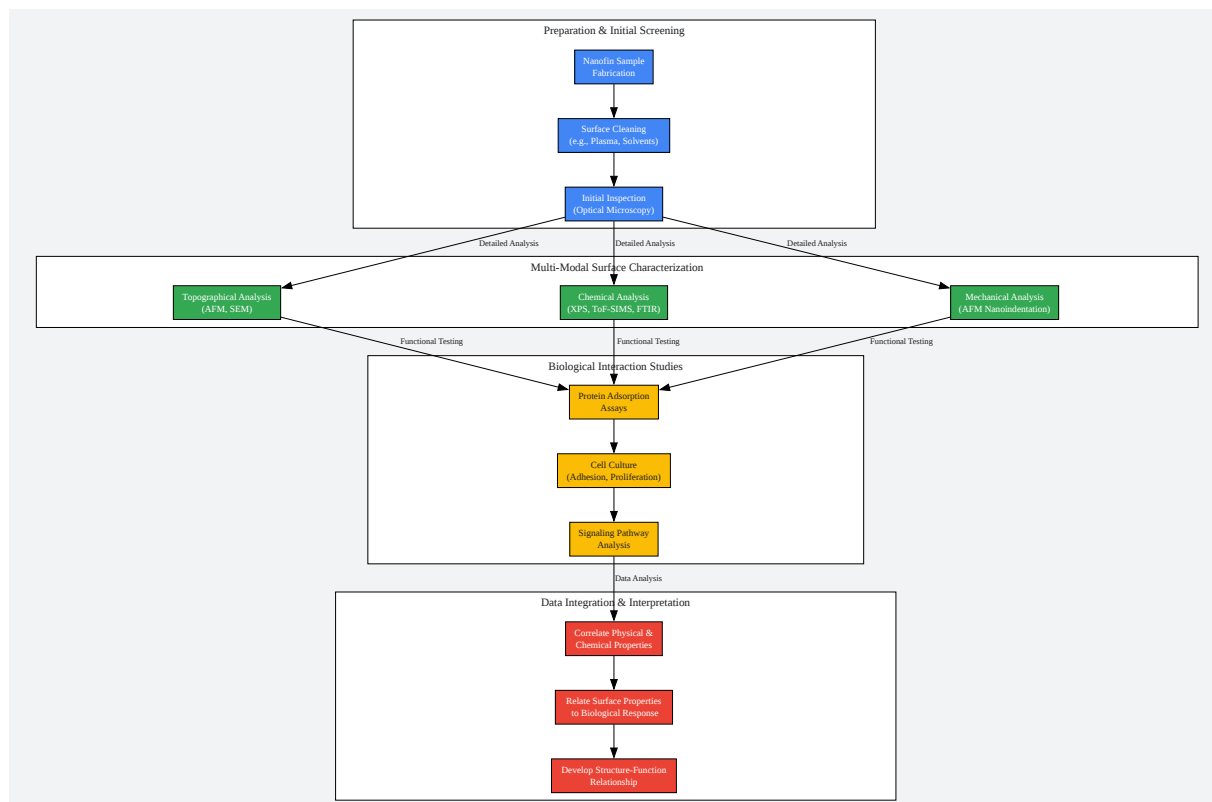 Preparation & Initial Screening
Nanofin Sample
Fabrication
Surface Cleaning
(e.g., Plasma, Solvents)
Initial Inspection
(Optical Microscopy)
Detailed Analysis
Detailed Analysis
Detailed Analysis
Multi-Modal Surface Characterization
Topographical Analysis
(AFM, SEM)
Chemical Analysis
(XPS, ToF-SIMS, FTIR)
Mechanical Analysis
(AFM Nanoindentation)
Functional Testing
Functional Testing
Functional Testing
Biological Interaction Studies
Protein Adsorption
Assays
Cell Culture
(Adhesion, Proliferation)
Signaling Pathway
Analysis
Data Analysis
Data Integration & Interpretation
Correlate Physical &
Chemical Properties
Relate Surface Properties
to Biological Response
Develop Structure-Function
Relationship